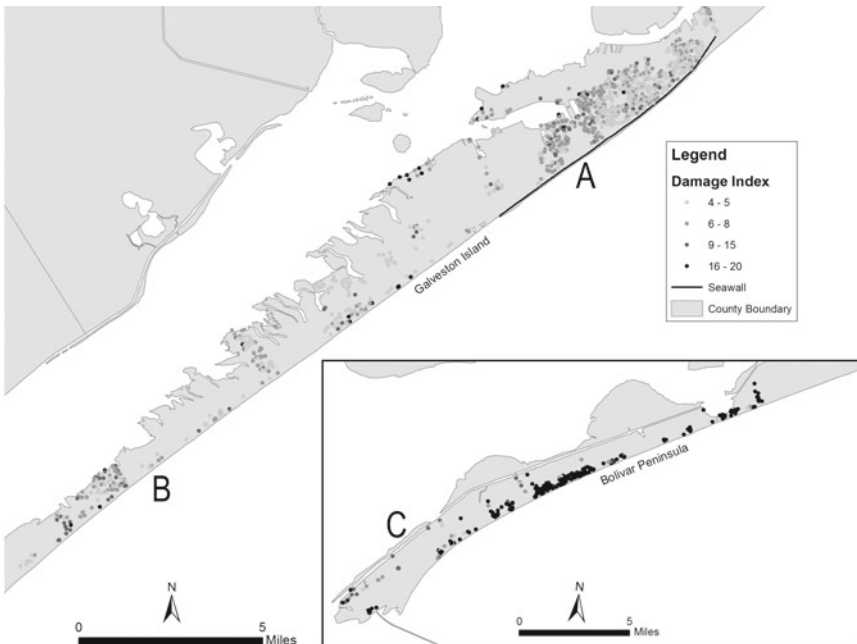 A
Legend
Damage Index
4 - 5
6 - 8
9 - 15
16 - 20
Seawall
County Boundary
Galveston Island
B
Bolivar Peninsula
C
N
0 5
Miles
N
0 5
Miles